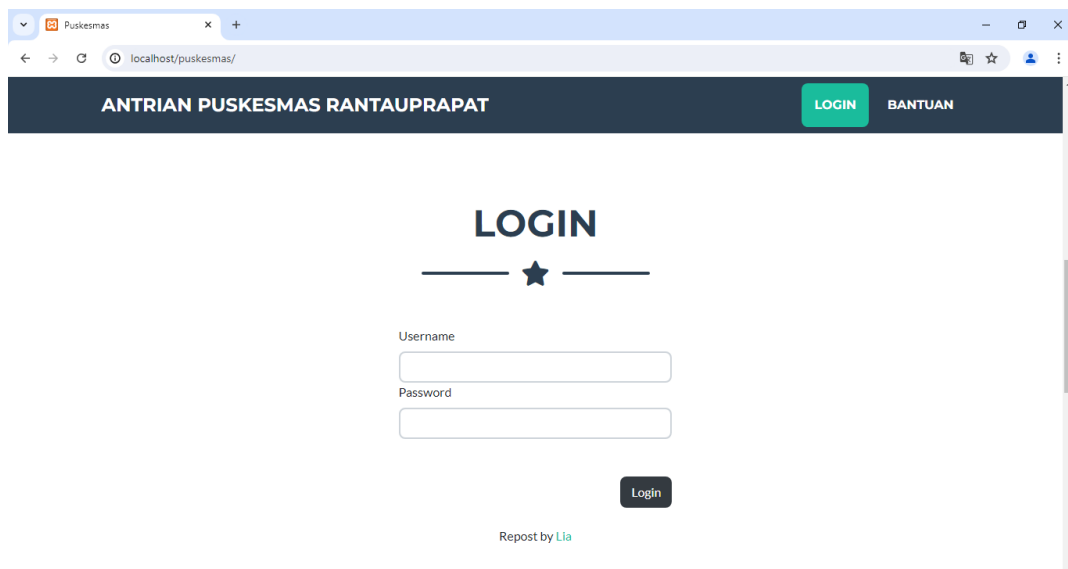 Puskesmas
localhost/puskesmas/
ANTRIAN PUSKESMAS RANTAUPRAPAT LOGIN BANTUAN
LOGIN
Username
Password
Login
Repost by Lia